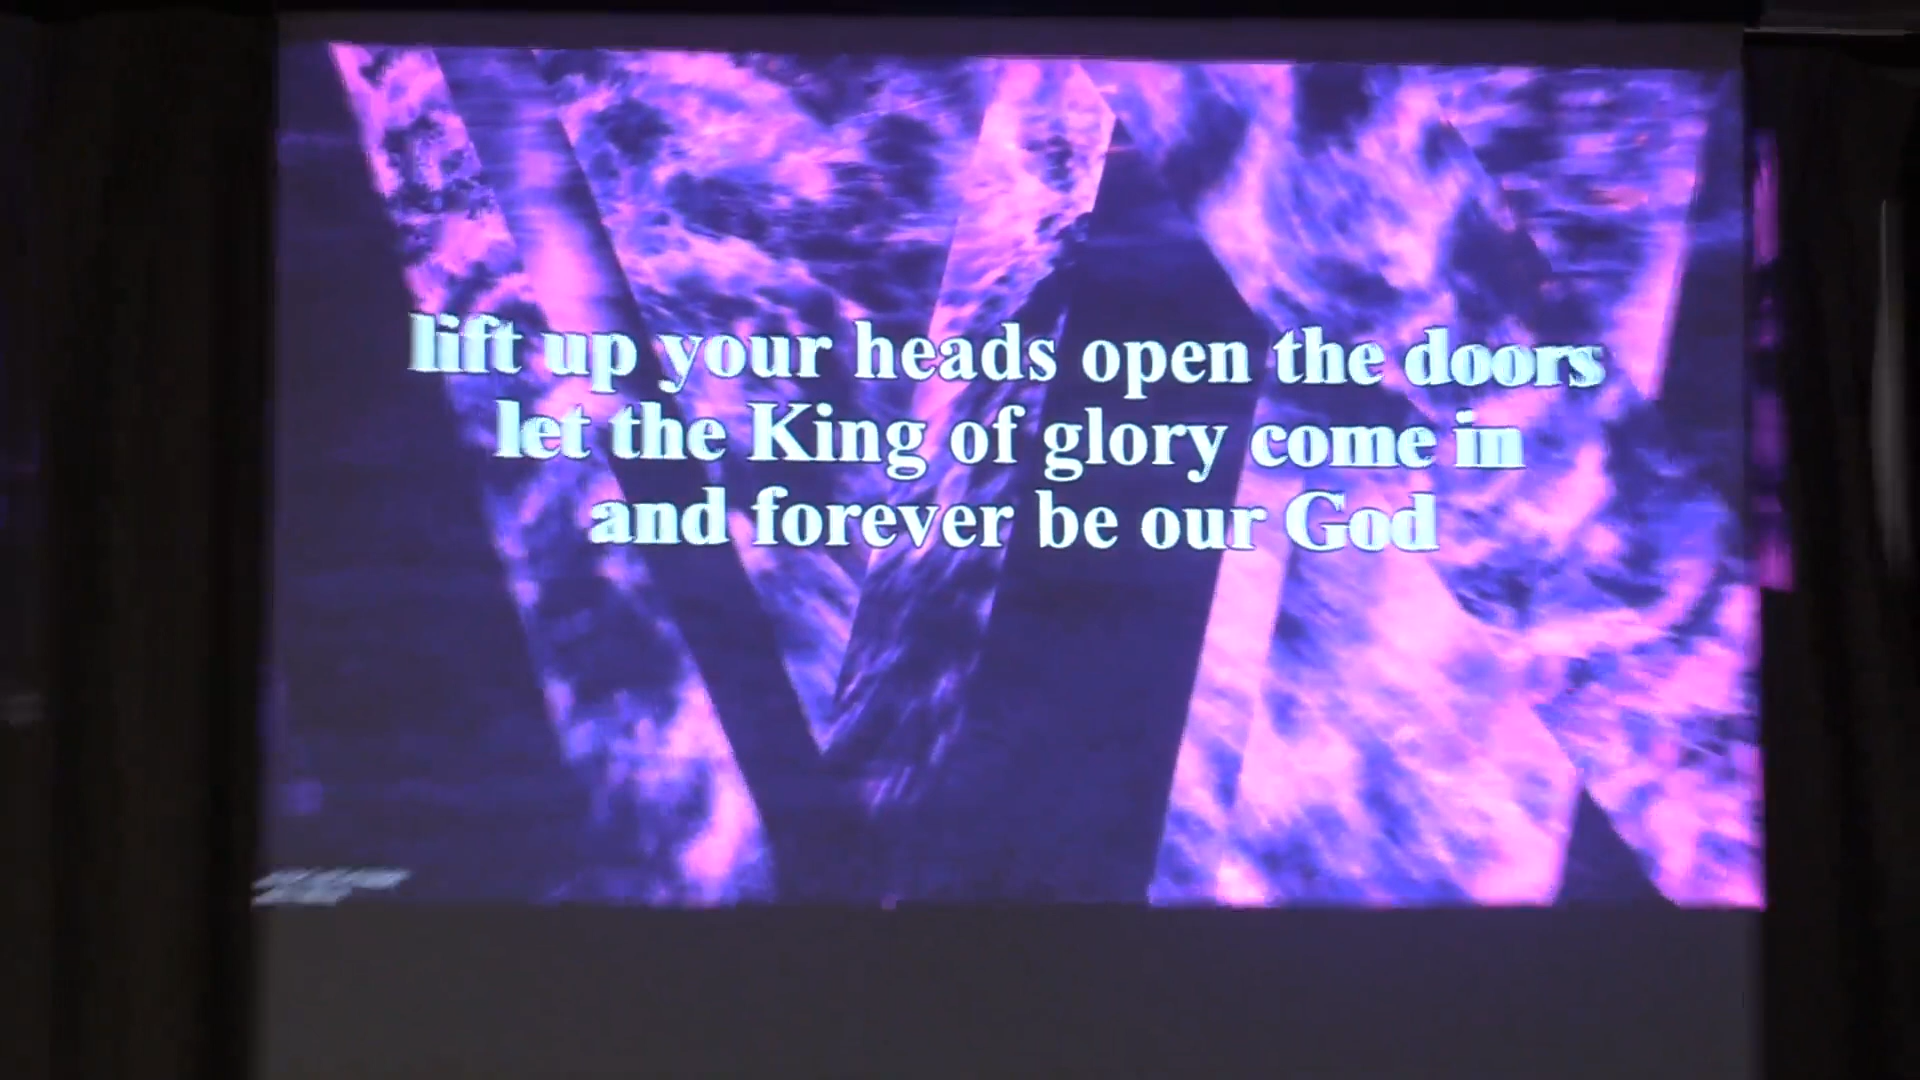 lift up your heads open the doors
let the King of glory come in
and forever be our God